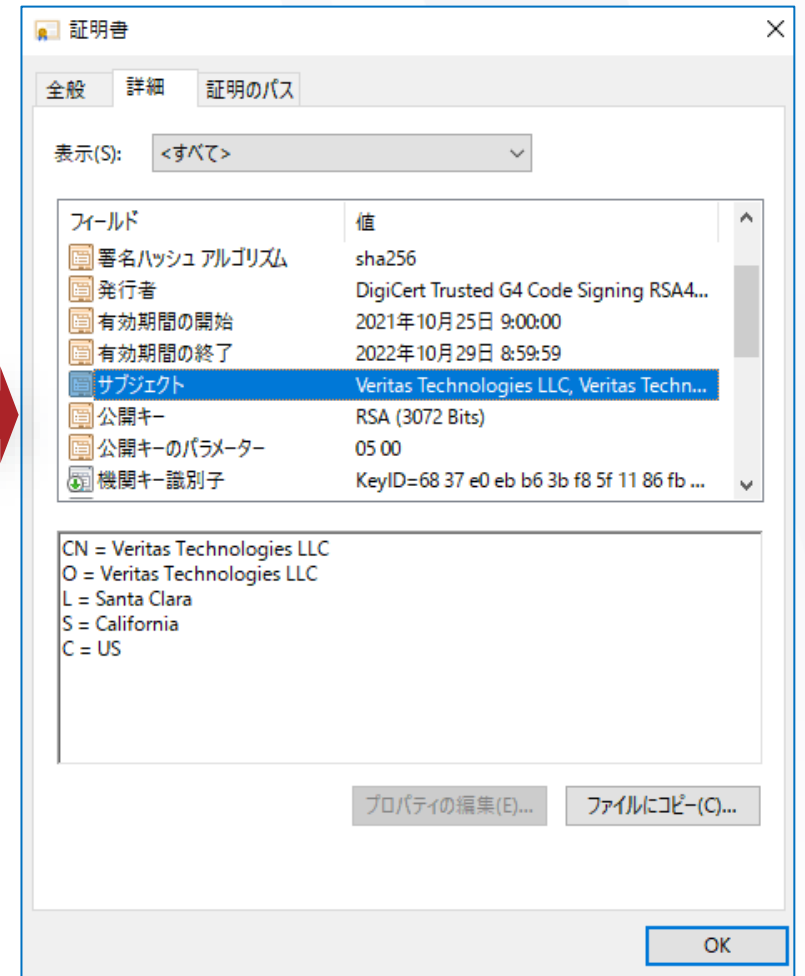 証明書
全般 詳細 証明のパス
表示(S): <すべて>
フィールド 値
署名ハッシュ アルゴリズム sha256
発行者 DigiCert Trusted G4 Code Signing RSA4...
有効期間の開始 2021年10月25日 9:00:00
有効期間の終了 2022年10月29日 8:59:59
サブジェクト Veritas Technologies LLC, Veritas Techn...
公開キー RSA (3072 Bits)
公開キーのパラメーター 05 00
機関キー識別子 KeyID=68 37 e0 eb b6 3b f8 5f 11 86 fb ...
CN = Veritas Technologies LLC
O = Veritas Technologies LLC
L = Santa Clara
S = California
C = US
プロパティの編集(E)... ファイルにコピー(C)...
OK